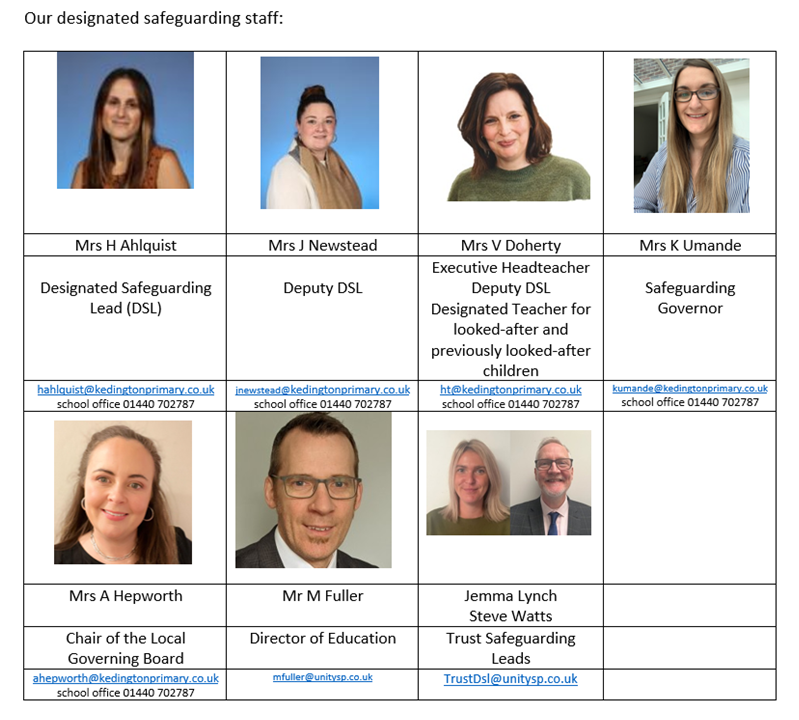 Our designated safeguarding staff:
Mrs H Ahlquist
Mrs J Newstead
Mrs V Doherty
Mrs K Umande
Designated Safeguarding
Lead (DSL)
Deputy DSL
Executive Headteacher
Deputy DSL
Designated Teacher for
looked-after and
previously looked-after
children
Safeguarding
Governor
hahlquist@kedingtonprimary.co.uk
school office 01440 702787
jnewstead@kedingtonprimary.co.uk
school office 01440 702787
ht@kedingtonprimary.co.uk
school office 01440 702787
kumande@kedingtonprimary.co.uk
school office 01440 702787
Mrs A Hepworth
Mr M Fuller
Jemma Lynch
Steve Watts
Chair of the Local
Governing Board
Director of Education
Trust Safeguarding
Leads
ahepworth@kedingtonprimary.co.uk
school office 01440 702787
mfuller@unitysp.co.uk
TrustDsl@unitysp.co.uk